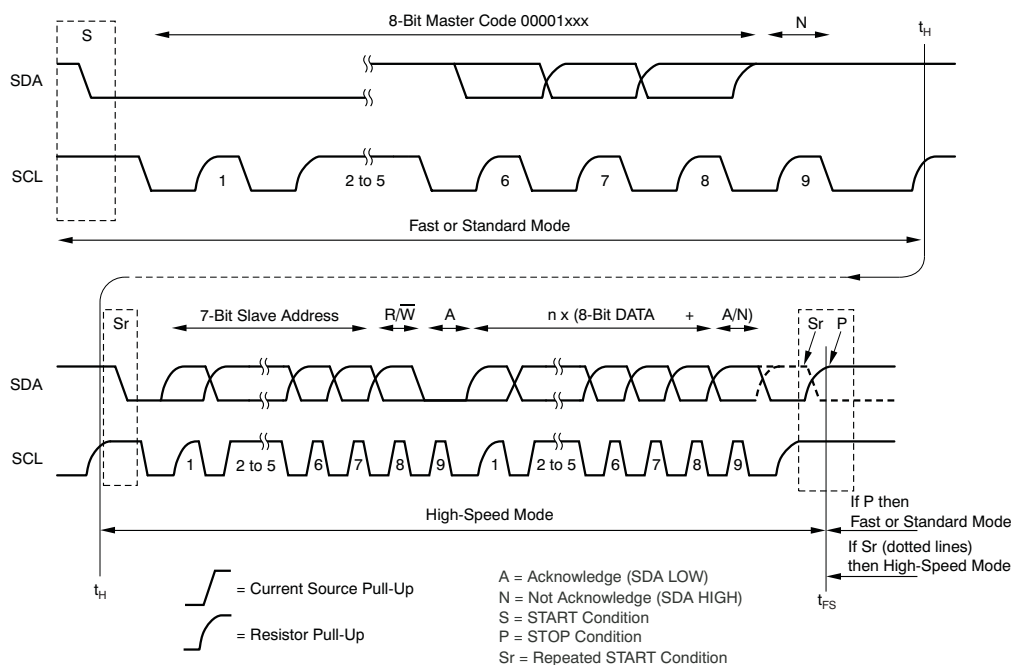 8-Bit Master Code 00001xxx
N
S
tH
SDA
SCL
1
2 to 5
6
7
8
9
Fast or Standard Mode
Sr
7-Bit Slave Address
R/W̅
A
n x (8-Bit DATA + A/N)
Sr
P
SDA
SCL
1
2 to 5
6
7
8
9
1
2 to 5
6
7
8
9
High-Speed Mode
If P then
Fast or Standard Mode
If Sr (dotted lines)
then High-Speed Mode
tH
tFS
= Current Source Pull-Up
= Resistor Pull-Up
A = Acknowledge (SDA LOW)
N = Not Acknowledge (SDA HIGH)
S = START Condition
P = STOP Condition
Sr = Repeated START Condition